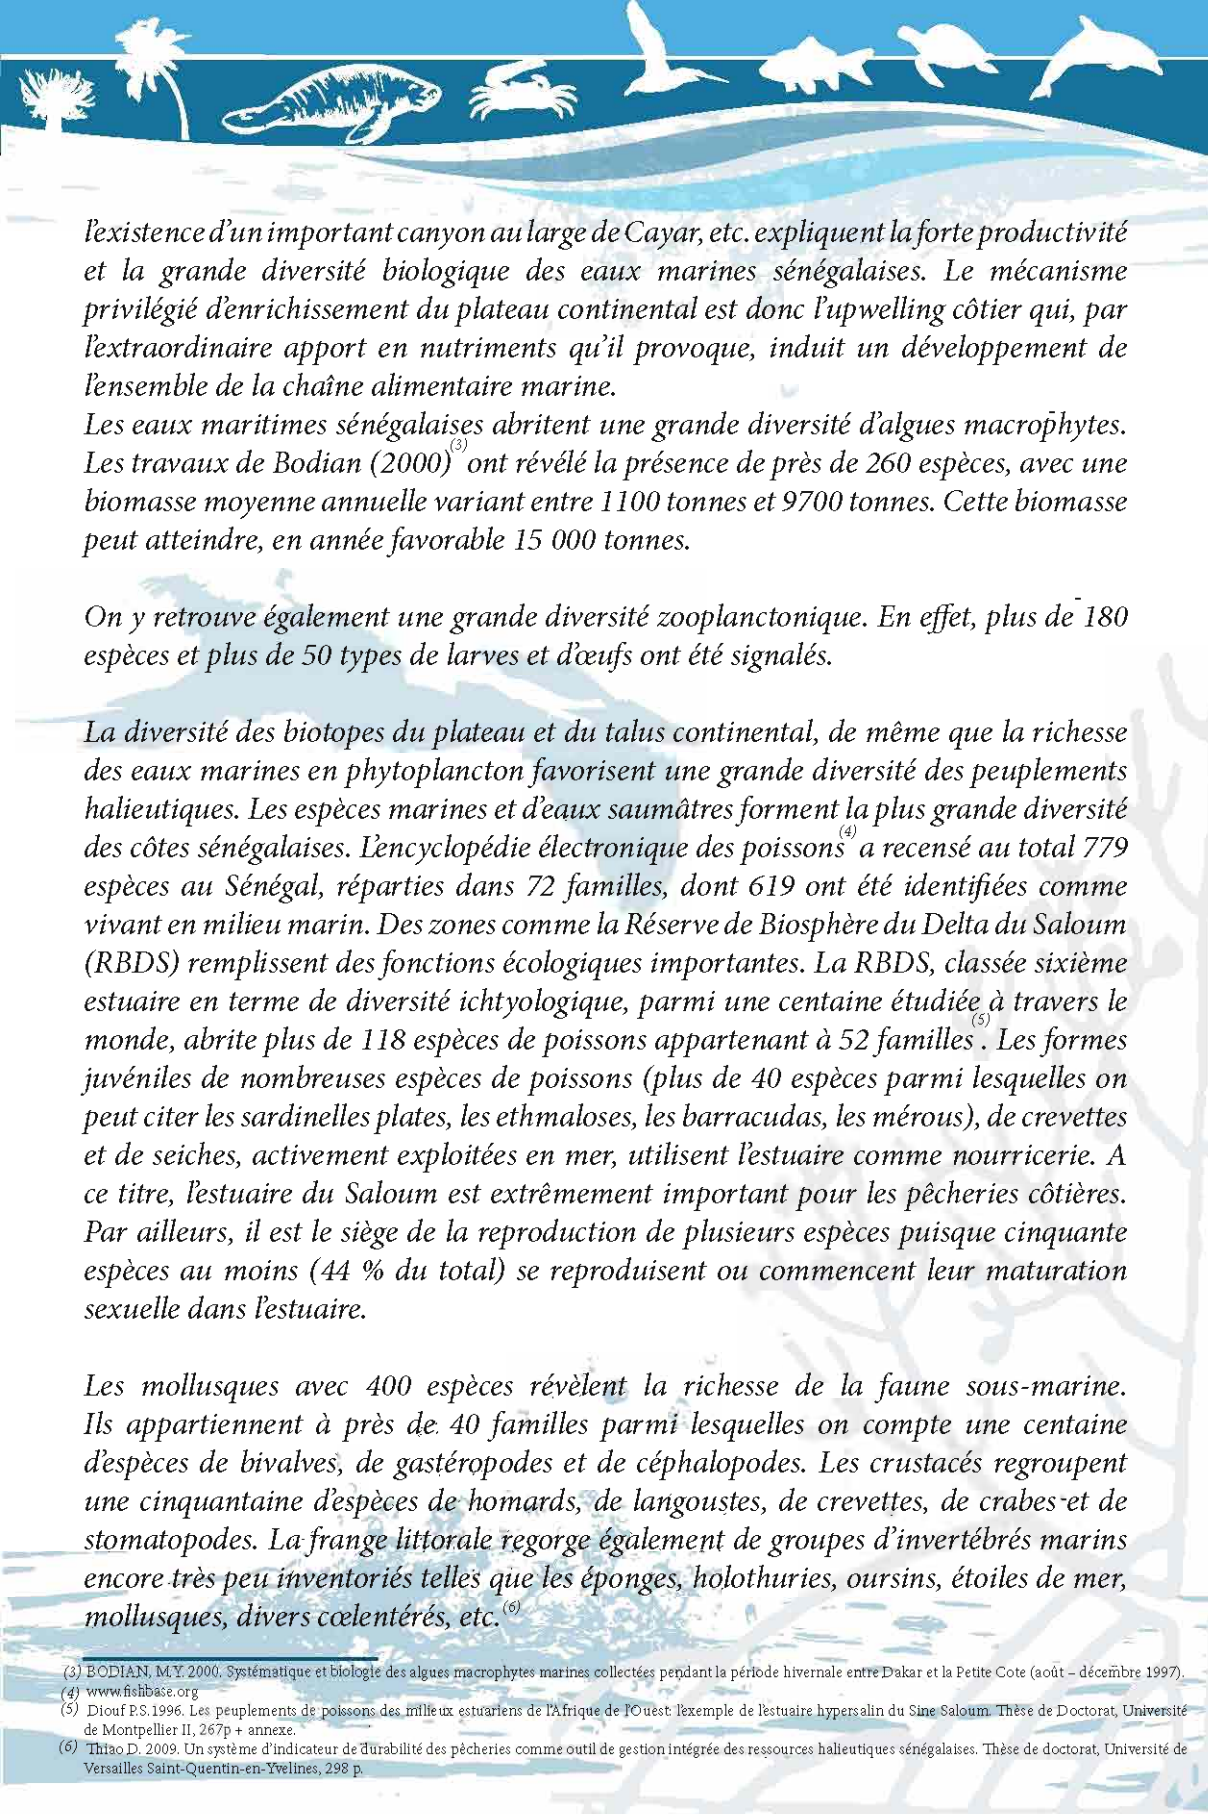 l'existence d'un important canyon au large de Cayar, etc. expliquent la forte productivité
et la grande diversité biologique des eaux marines sénégalaises. Le mécanisme
privilégié d'enrichissement du plateau continental est donc l'upwelling côtier qui, par
l'extraordinaire apport en nutriments qu'il provoque, induit un développement de
l'ensemble de la chaîne alimentaire marine.
Les eaux maritimes sénégalaises abritent une grande diversité d'algues macrophytes.
Les travaux de Bodian (2000)(3) ont révélé la présence de près de 260 espèces, avec une
biomasse moyenne annuelle variant entre 1100 tonnes et 9700 tonnes. Cette biomasse
peut atteindre, en année favorable 15 000 tonnes.
On y retrouve également une grande diversité zooplanctonique. En effet, plus de 180
espèces et plus de 50 types de larves et d'œufs ont été signalés.
La diversité des biotopes du plateau et du talus continental, de même que la richesse
des eaux marines en phytoplancton favorisent une grande diversité des peuplements
halieutiques. Les espèces marines et d'eaux saumâtres forment la plus grande diversité
des côtes sénégalaises. L'encyclopédie électronique des poissons(4) a recensé au total 779
espèces au Sénégal, réparties dans 72 familles, dont 619 ont été identifiées comme
vivant en milieu marin. Des zones comme la Réserve de Biosphère du Delta du Saloum
(RBDS) remplissent des fonctions écologiques importantes. La RBDS, classée sixième
estuaire en terme de diversité ichtyologique, parmi une centaine étudiée à travers le
monde, abrite plus de 118 espèces de poissons appartenant à 52 familles(5). Les formes
juvéniles de nombreuses espèces de poissons (plus de 40 espèces parmi lesquelles on
peut citer les sardinelles plates, les ethmaloses, les barracudas, les mérous), de crevettes
et de seiches, activement exploitées en mer, utilisent l'estuaire comme nourricerie. A
ce titre, l'estuaire du Saloum est extrêmement important pour les pêcheries côtières.
Par ailleurs, il est le siège de la reproduction de plusieurs espèces puisque cinquante
espèces au moins (44 % du total) se reproduisent ou commencent leur maturation
sexuelle dans l'estuaire.
Les mollusques avec 400 espèces révèlent la richesse de la faune sous-marine.
Ils appartiennent à près de 40 familles parmi lesquelles on compte une centaine
d'espèces de bivalves, de gastéropodes et de céphalopodes. Les crustacés regroupent
une cinquantaine d'espèces de homards, de langoustes, de crevettes, de crabes et de
stomatopodes. La frange littorale regorge également de groupes d'invertébrés marins
encore très peu inventoriés telles que les éponges, holothuries, oursins, étoiles de mer,
mollusques, divers cœlentérés, etc.(6)
(3) BODIAN, M.Y. 2000. Systématique et biologie des algues macrophytes marines collectées pendant la période hivernale entre Dakar et la Petite Cote (août – décembre 1997).
(4) www.fishbase.org
(5) Diouf P.S.1996. Les peuplements de poissons des milieux estuariens de l'Afrique de l'Ouest: l'exemple de l'estuaire hypersalin du Sine Saloum. Thèse de Doctorat, Université
de Montpellier II, 267p + annexe.
(6) Thiao D. 2009. Un système d'indicateur de durabilité des pêcheries comme outil de gestion intégrée des ressources halieutiques sénégalaises. Thèse de doctorat, Université de
Versailles Saint-Quentin-en-Yvelines, 298 p.